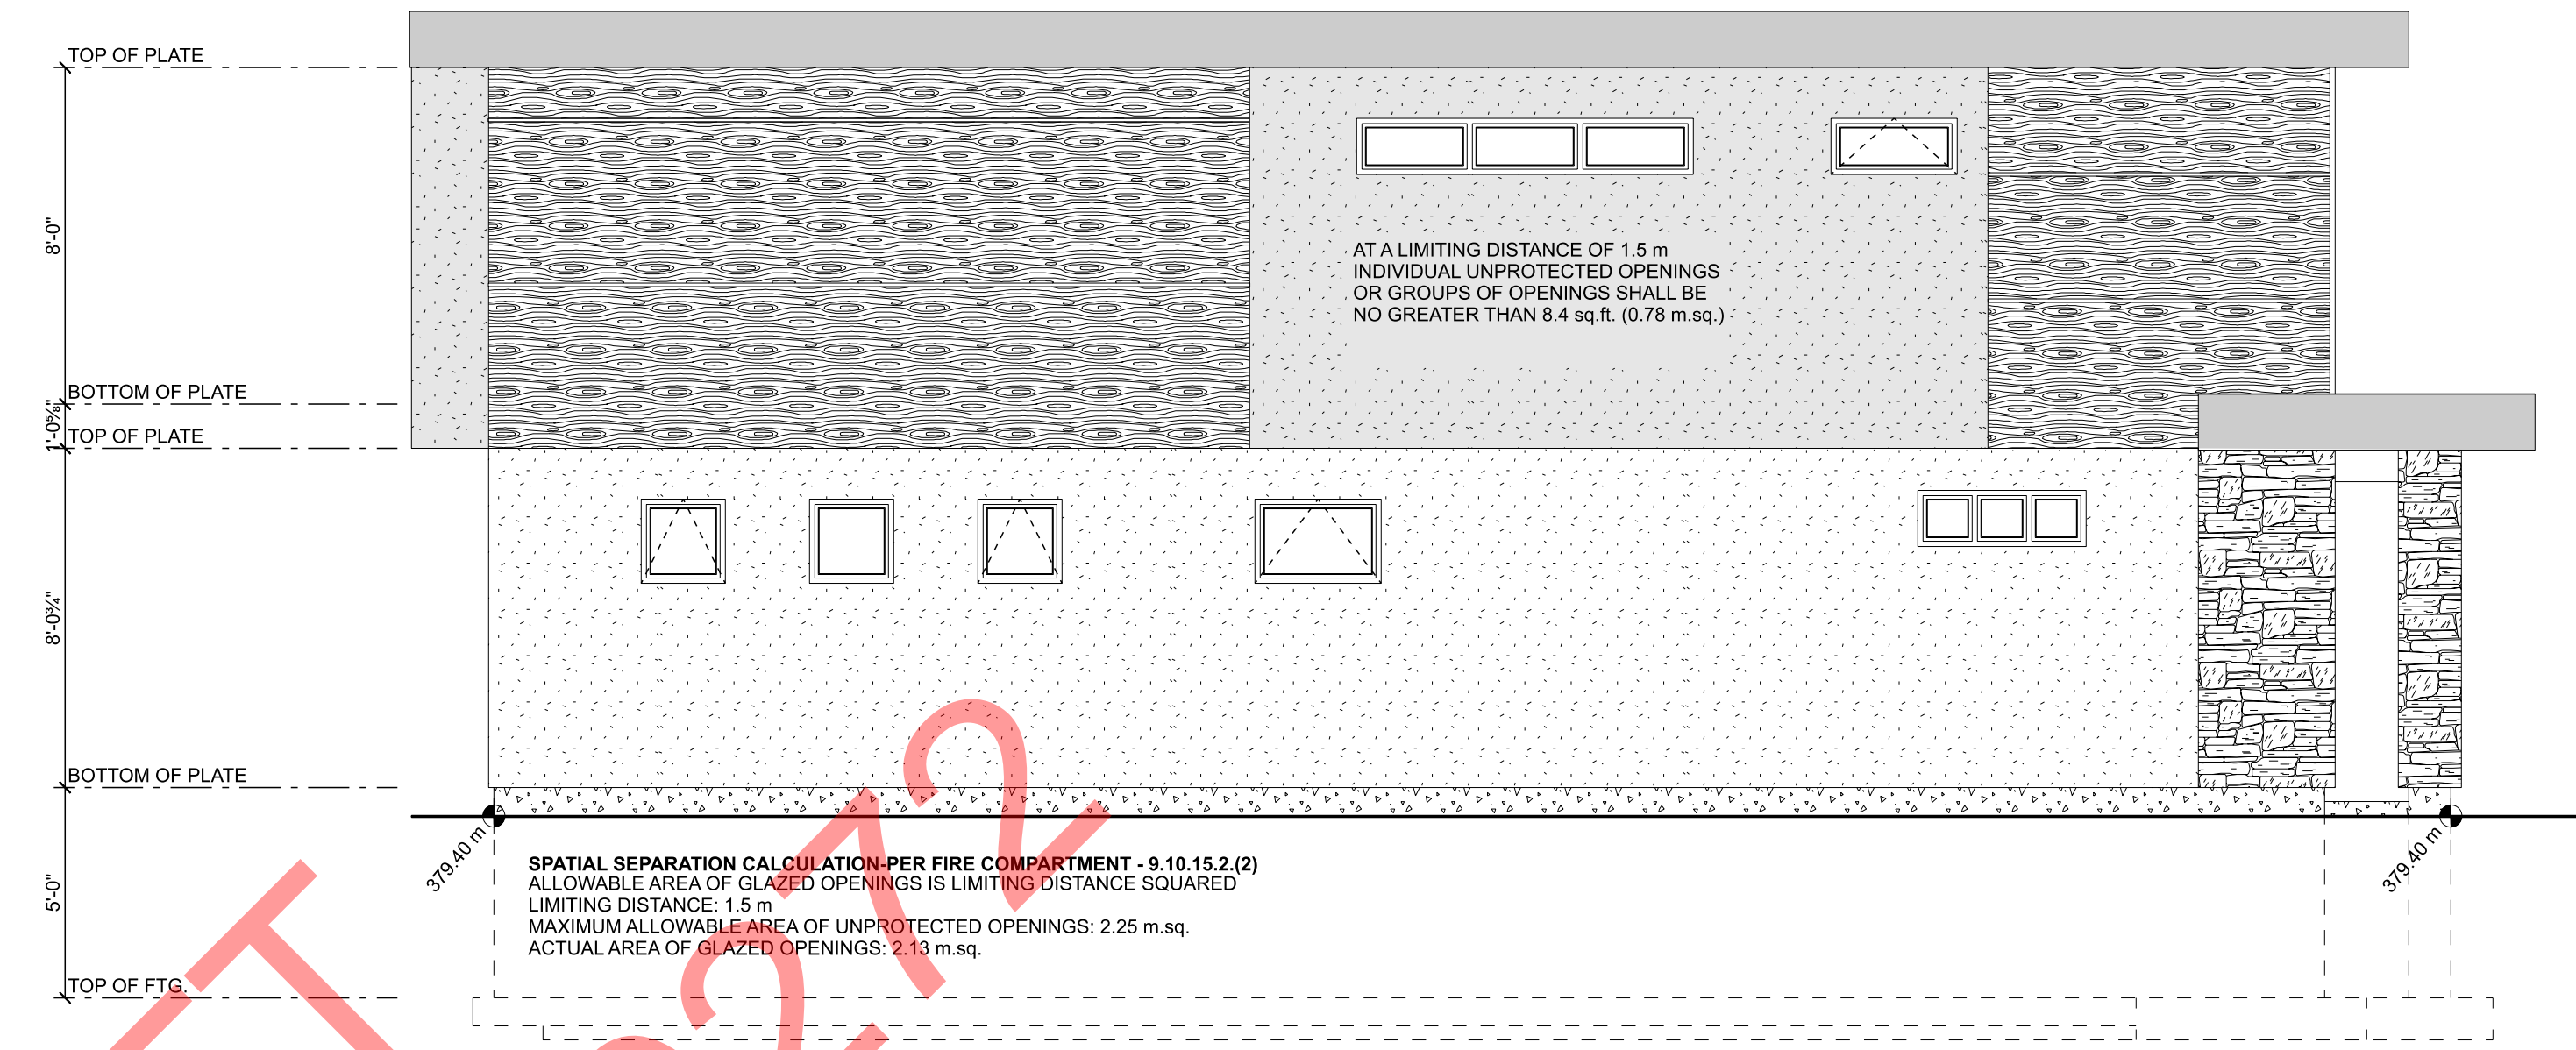 TOP OF PLATE
8'-0"
AT A LIMITING DISTANCE OF 1.5 m
INDIVIDUAL UNPROTECTED OPENINGS
OR GROUPS OF OPENINGS SHALL BE
NO GREATER THAN 8.4 sq.ft. (0.78 m.sq.)
BOTTOM OF PLATE
1'-0⅝"
TOP OF PLATE
8'-0¾"
BOTTOM OF PLATE
379.40 m
379.40 m
SPATIAL SEPARATION CALCULATION-PER FIRE COMPARTMENT - 9.10.15.2.(2)
ALLOWABLE AREA OF GLAZED OPENINGS IS LIMITING DISTANCE SQUARED
LIMITING DISTANCE: 1.5 m
MAXIMUM ALLOWABLE AREA OF UNPROTECTED OPENINGS: 2.25 m.sq.
ACTUAL AREA OF GLAZED OPENINGS: 2.13 m.sq.
5'-0"
TOP OF FTG.
T
272